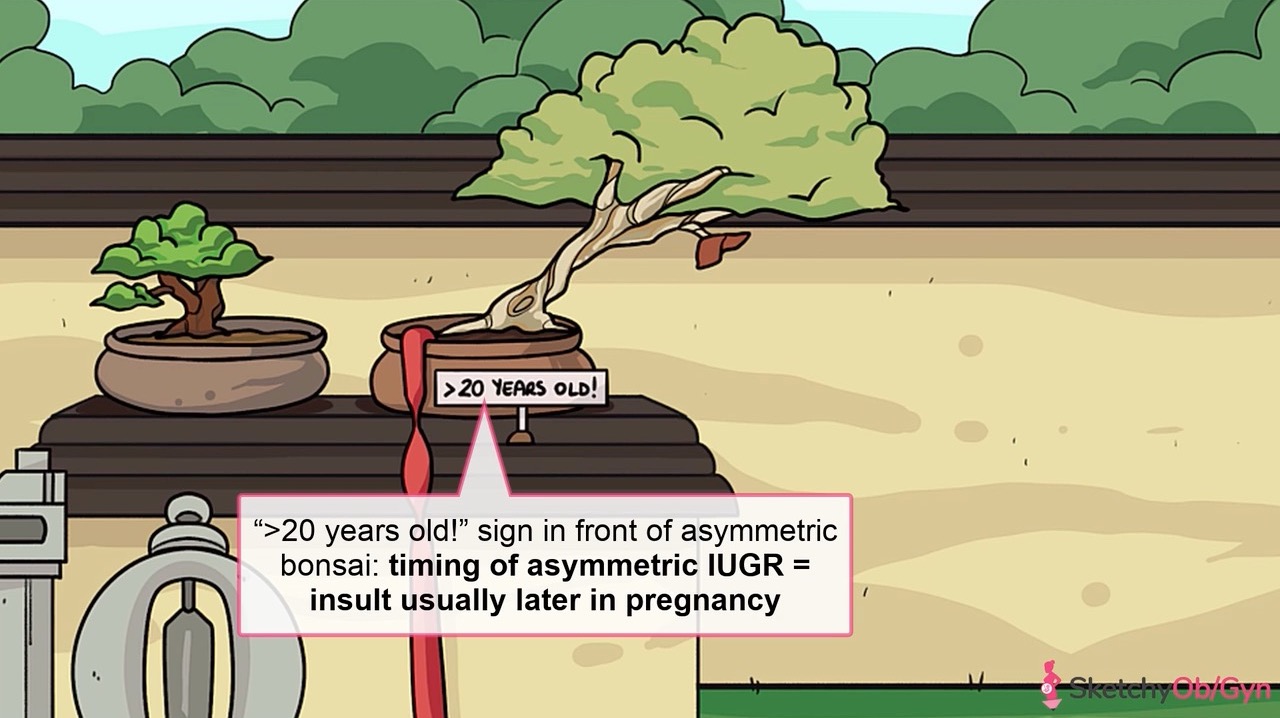 >20 YEARS OLD!
“>20 years old!” sign in front of asymmetric
bonsai: timing of asymmetric IUGR =
insult usually later in pregnancy
SketchyOb/Gyn